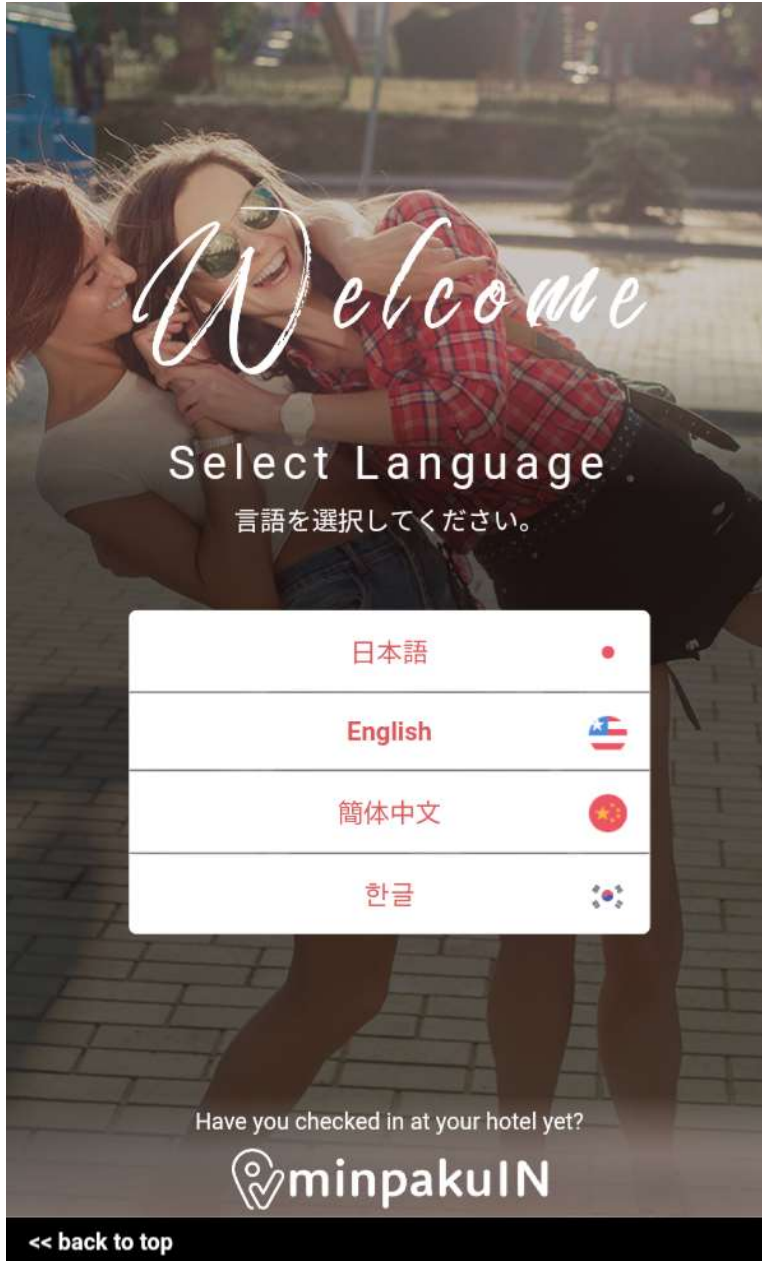 Welcome
Select Language
言語を選択してください。
日本語
English
簡体中文
한글
Have you checked in at your hotel yet?
minpakuIN
<< back to top